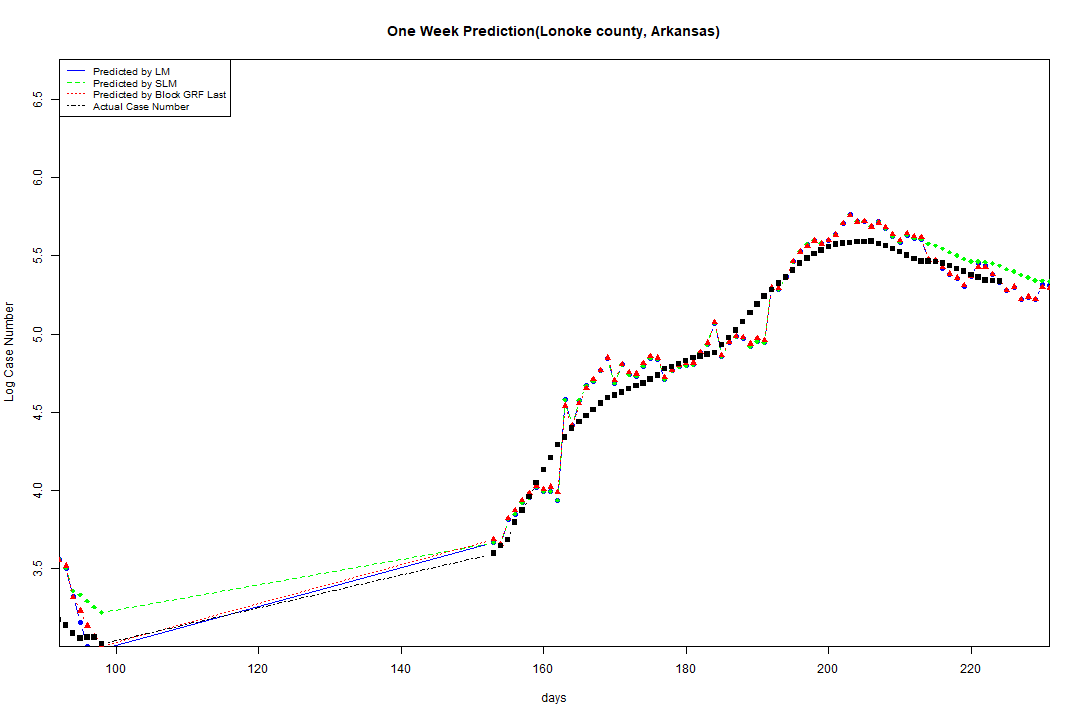 One Week Prediction(Lonoke county, Arkansas)
Predicted by LM
Predicted by SLM
Predicted by Block GRF Last
Actual Case Number
6.5
6.0
5.5
5.0
4.5
4.0
3.5
Log Case Number
100 120 140 160 180 200 220
days